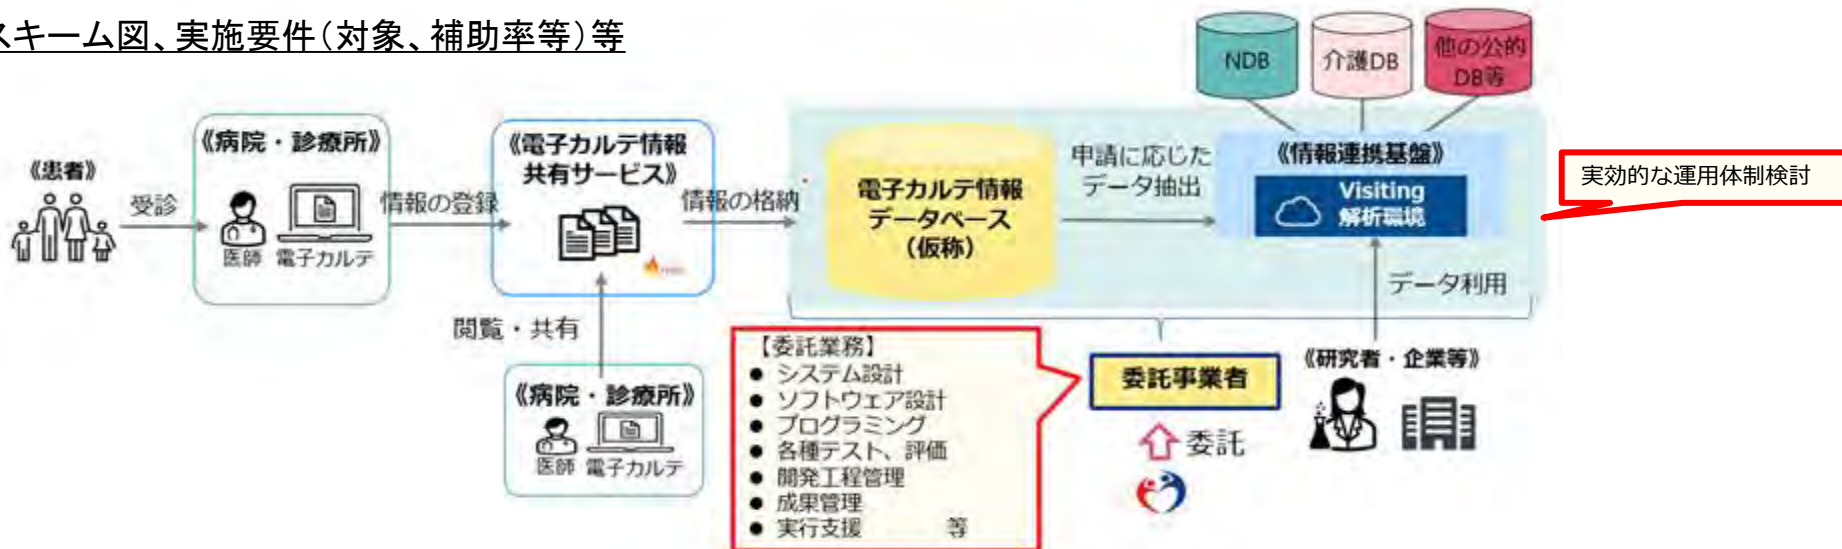 スキーム図、実施要件(対象、補助率等)等
NDB
介護DB
他の公的
DB等
《患者》
受診
《病院・診療所》
医師 電子カルテ
情報の登録
《電子カルテ情報
共有サービス》
情報の格納
電子カルテ情報
データベース
(仮称)
申請に応じた
データ抽出
《情報連携基盤》
Visiting
解析環境
実効的な運用体制検討
データ利用
閲覧・共有
《病院・診療所》
医師 電子カルテ
【委託業務】
● システム設計
● ソフトウェア設計
● プログラミング
● 各種テスト、評価
● 開発工程管理
● 成果管理
● 実行支援 等
委託事業者
委託
《研究者・企業等》